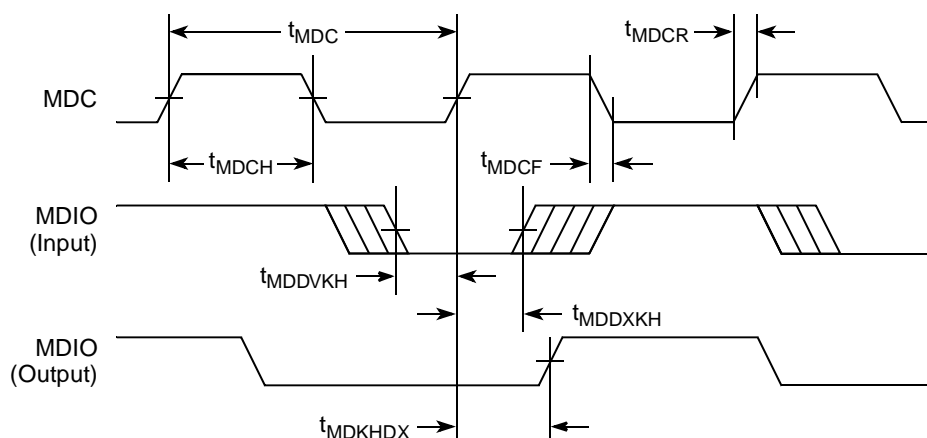 tMDC
tMDCR
MDC
tMDCH
tMDCF
MDIO
(Input)
tMDDVKH
tMDDXKH
MDIO
(Output)
tMDKHDX